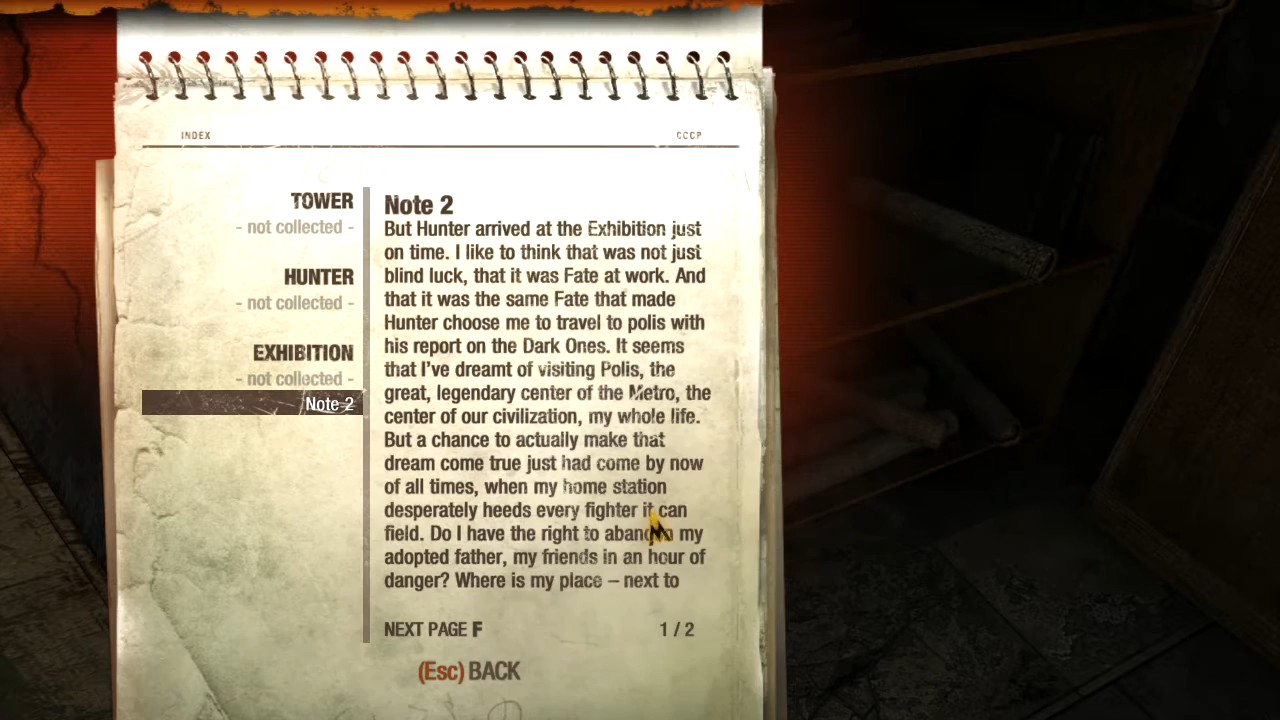 INDEX
CCCP
TOWER
- not collected -
HUNTER
- not collected -
EXHIBITION
- not collected -
Note 2
Note 2
But Hunter arrived at the Exhibition just
on time. I like to think that was not just
blind luck, that it was Fate at work. And
that it was the same Fate that made
Hunter choose me to travel to polis with
his report on the Dark Ones. It seems
that I've dreamt of visiting Polis, the
great, legendary center of the Metro, the
center of our civilization, my whole life.
But a chance to actually make that
dream come true just had come by now
of all times, when my home station
desperately heeds every fighter it can
field. Do I have the right to abandon my
adopted father, my friends in an hour of
danger? Where is my place – next to
NEXT PAGE F
1 / 2
(Esc) BACK